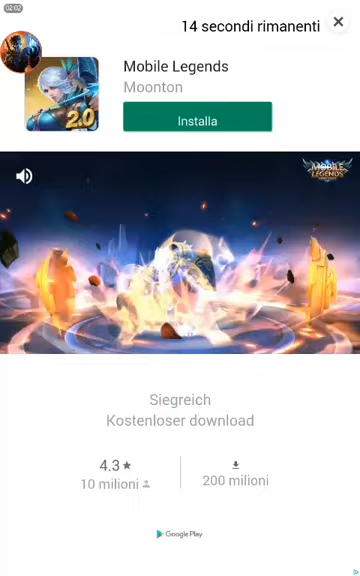 02:02
14 secondi rimanenti
Mobile Legends
Moonton
2.0
Installa
MOBILE
LEGENDS
Siegreich
Kostenloser download
4.3
10 milioni
200 milioni
Google Play